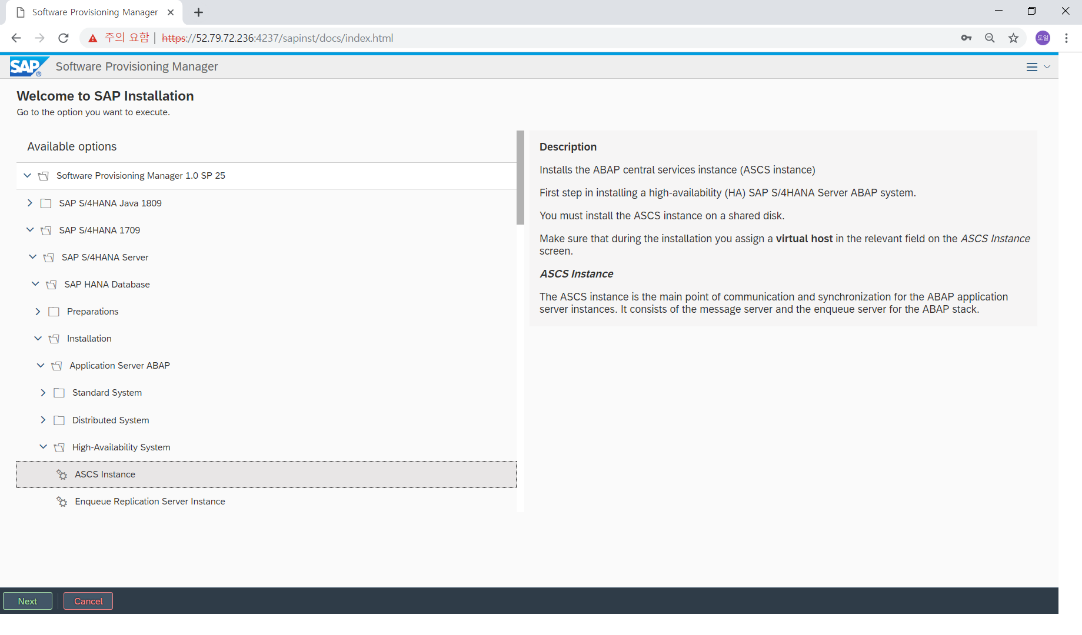 Software Provisioning Manager
주의 요함 | https://52.79.72.236:4237/sapinst/docs/index.html
SAP Software Provisioning Manager
Welcome to SAP Installation
Go to the option you want to execute.
Available options
Software Provisioning Manager 1.0 SP 25
SAP S/4HANA Java 1809
SAP S/4HANA 1709
SAP S/4HANA Server
SAP HANA Database
Preparations
Installation
Application Server ABAP
Standard System
Distributed System
High-Availability System
ASCS Instance
Enqueue Replication Server Instance
Description
Installs the ABAP central services instance (ASCS instance)
First step in installing a high-availability (HA) SAP S/4HANA Server ABAP system.
You must install the ASCS instance on a shared disk.
Make sure that during the installation you assign a virtual host in the relevant field on the ASCS Instance
screen.
ASCS Instance
The ASCS instance is the main point of communication and synchronization for the ABAP application
server instances. It consists of the message server and the enqueue server for the ABAP stack.
Next
Cancel